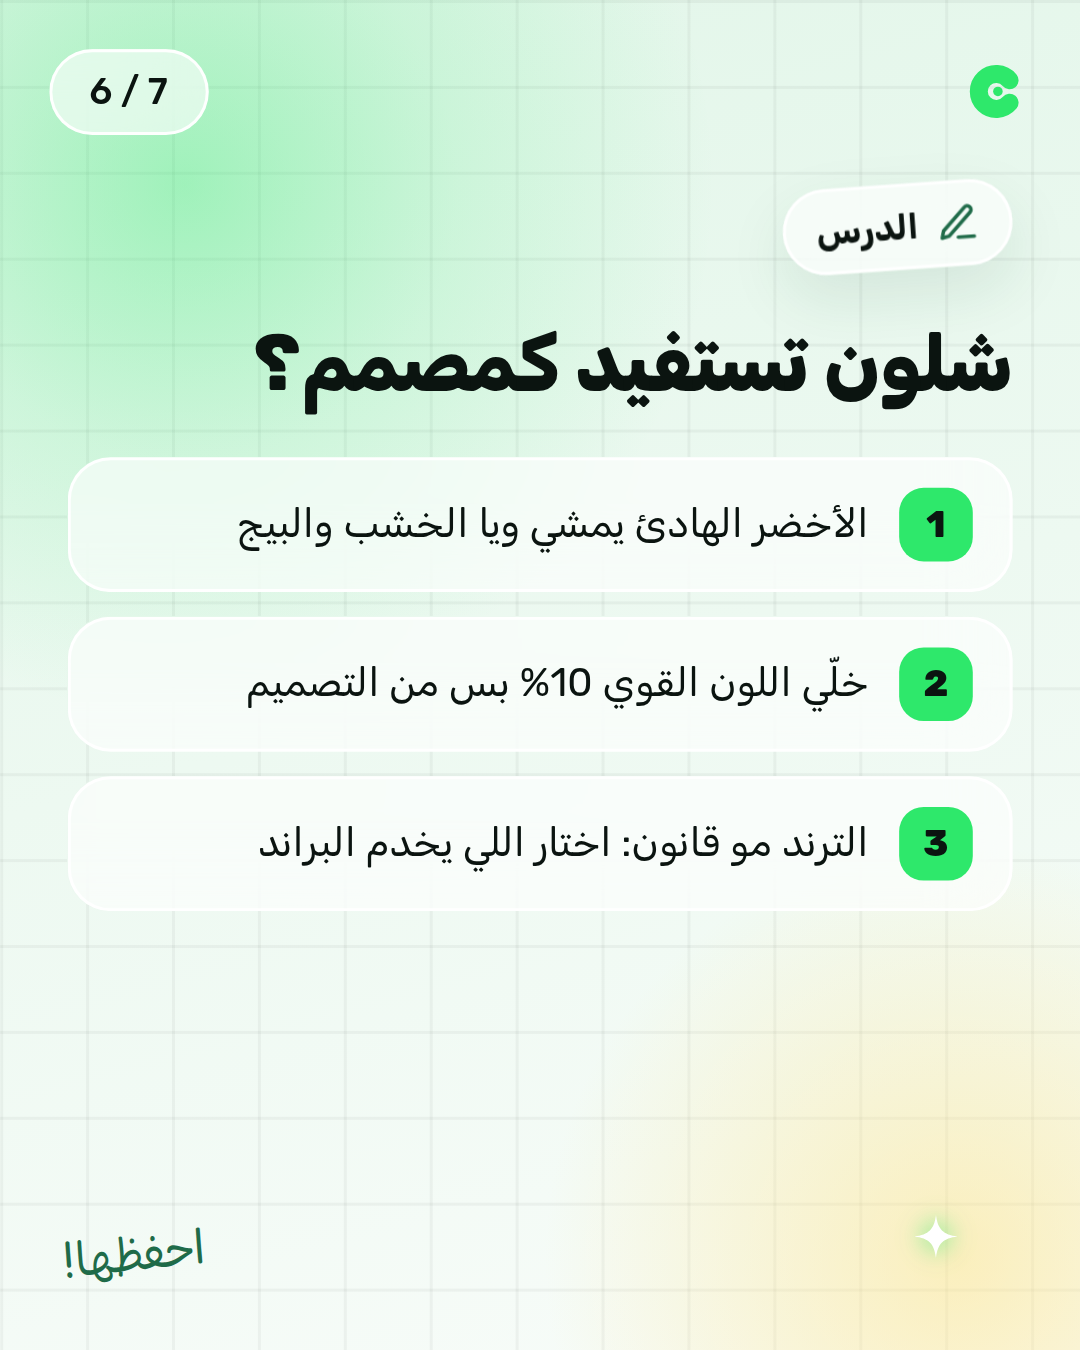 6 / 7
الدرس
شلون تستفيد كمصمم؟
1 الأخضر الهادئ يمشي ويا الخشب والبيج
2 خلّي اللون القوي 10% بس من التصميم
3 الترند مو قانون: اختار اللي يخدم البراند
احفظها!